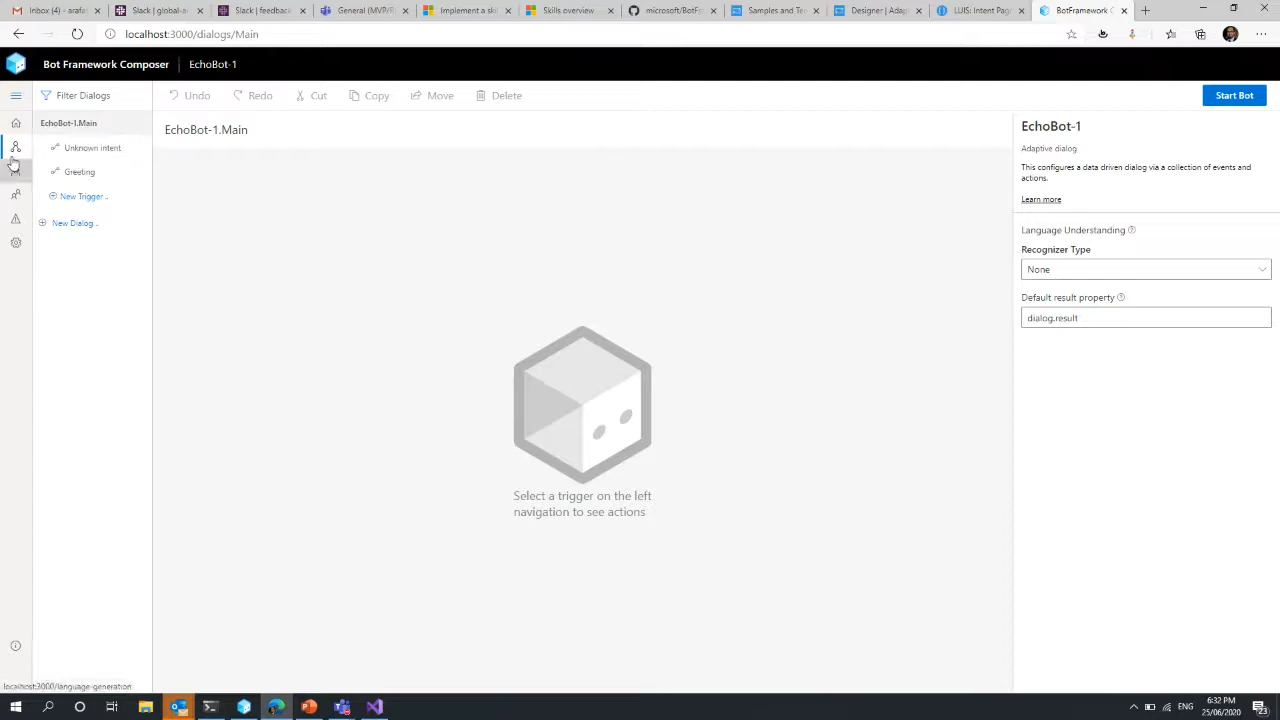 Inbox (4) - arafat
Slack | global-a
Slack | feedback
General (MVP/R
Implement a ski
Skills overview
microsoft/BotFr
Samples and Te
Designer | Adap
LUIS: Intent Pag
BotFramework C
localhost:3000/dialogs/Main
Bot Framework Composer
EchoBot-1
Filter Dialogs
Undo
Redo
Cut
Copy
Move
Delete
Start Bot
EchoBot-1.Main
Unknown intent
Greeting
New Trigger ..
New Dialog ..
EchoBot-1.Main
Select a trigger on the left
navigation to see actions
EchoBot-1
Adaptive dialog
This configures a data driven dialog via a collection of events and
actions.
Learn more
Language Understanding
Recognizer Type
None
Default result property
dialog.result
localhost:3000/language-generation
ENG
6:32 PM
25/06/2020
23